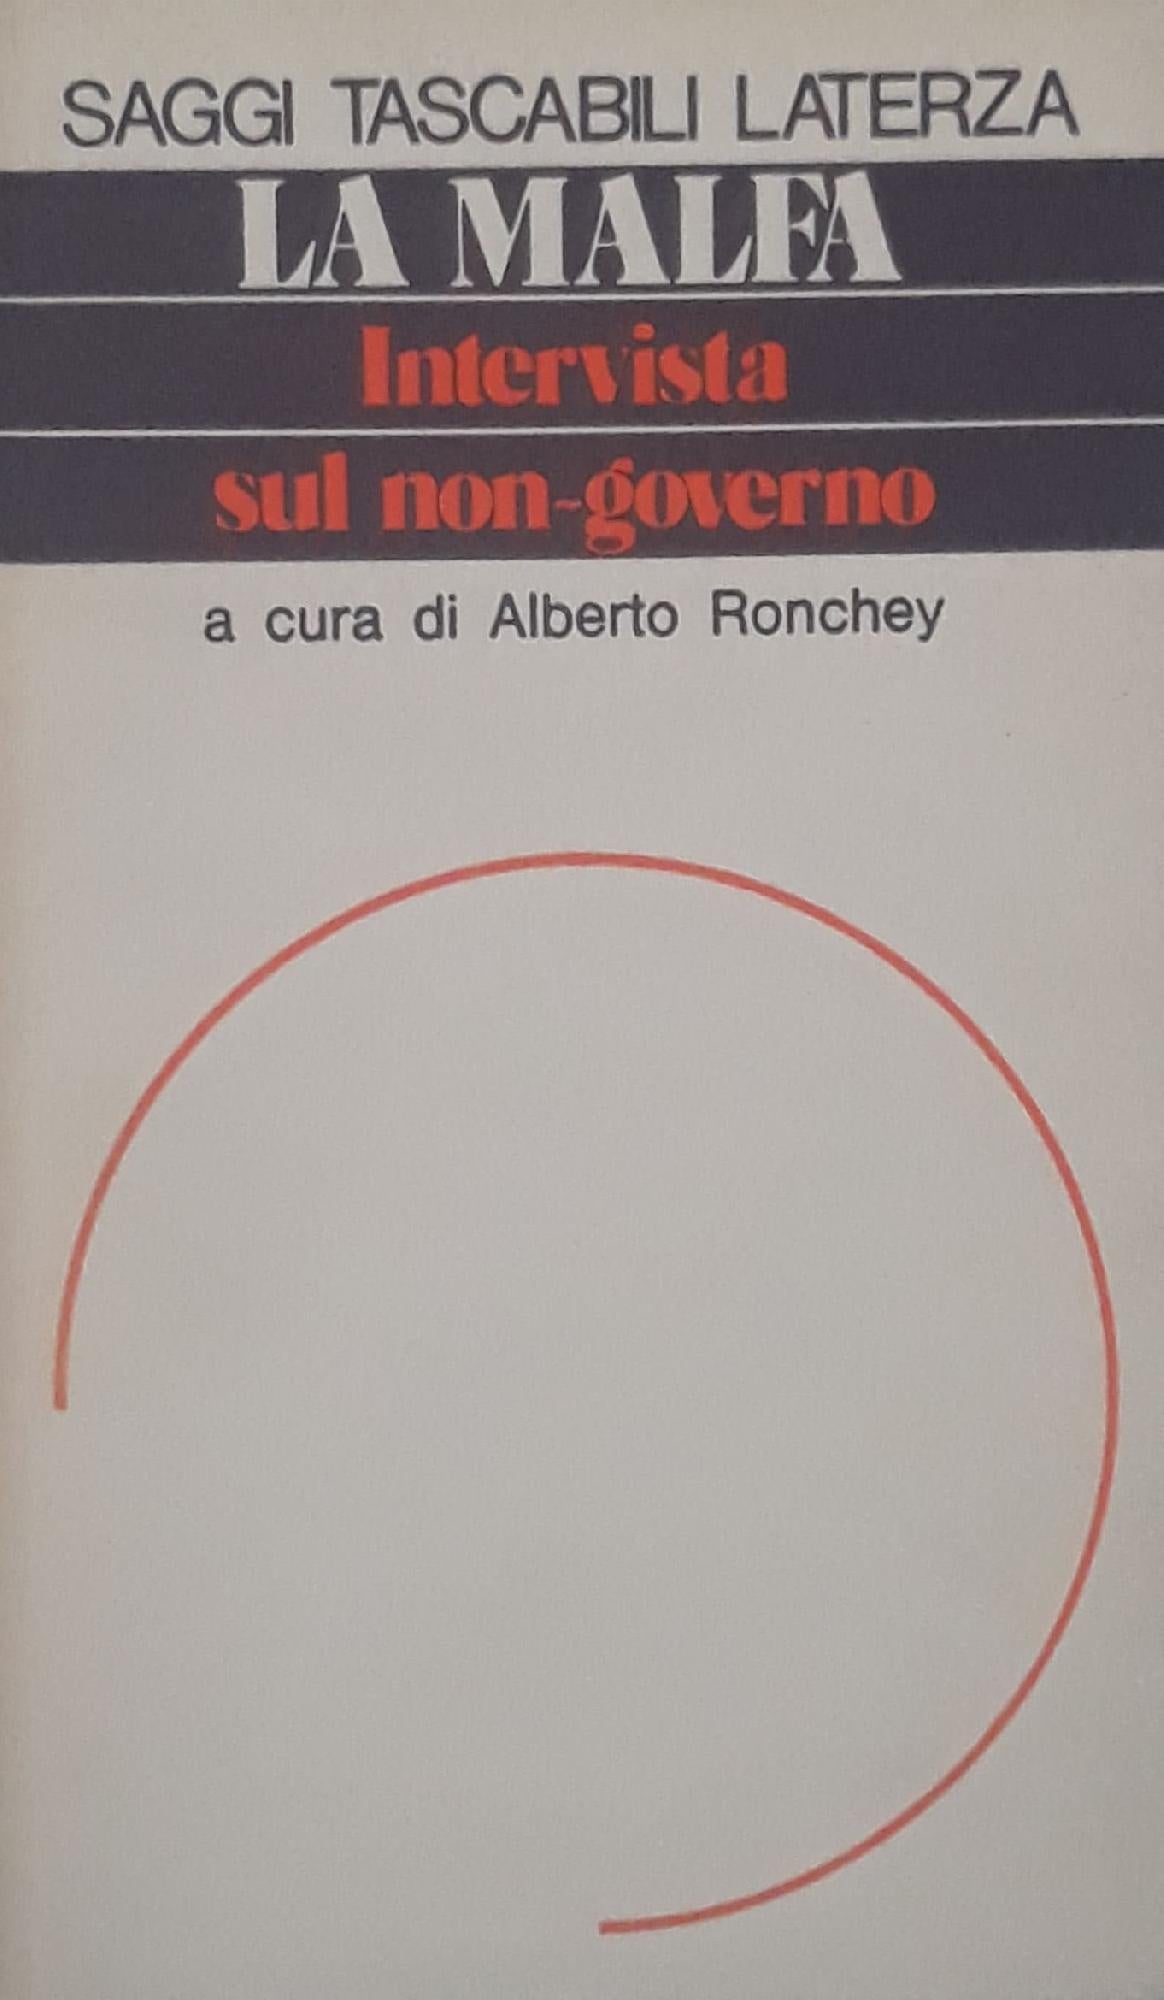 SAGGI TASCABILI LATERZA
LA MALFA
Intervista
sul non-governo
a cura di Alberto Ronchey